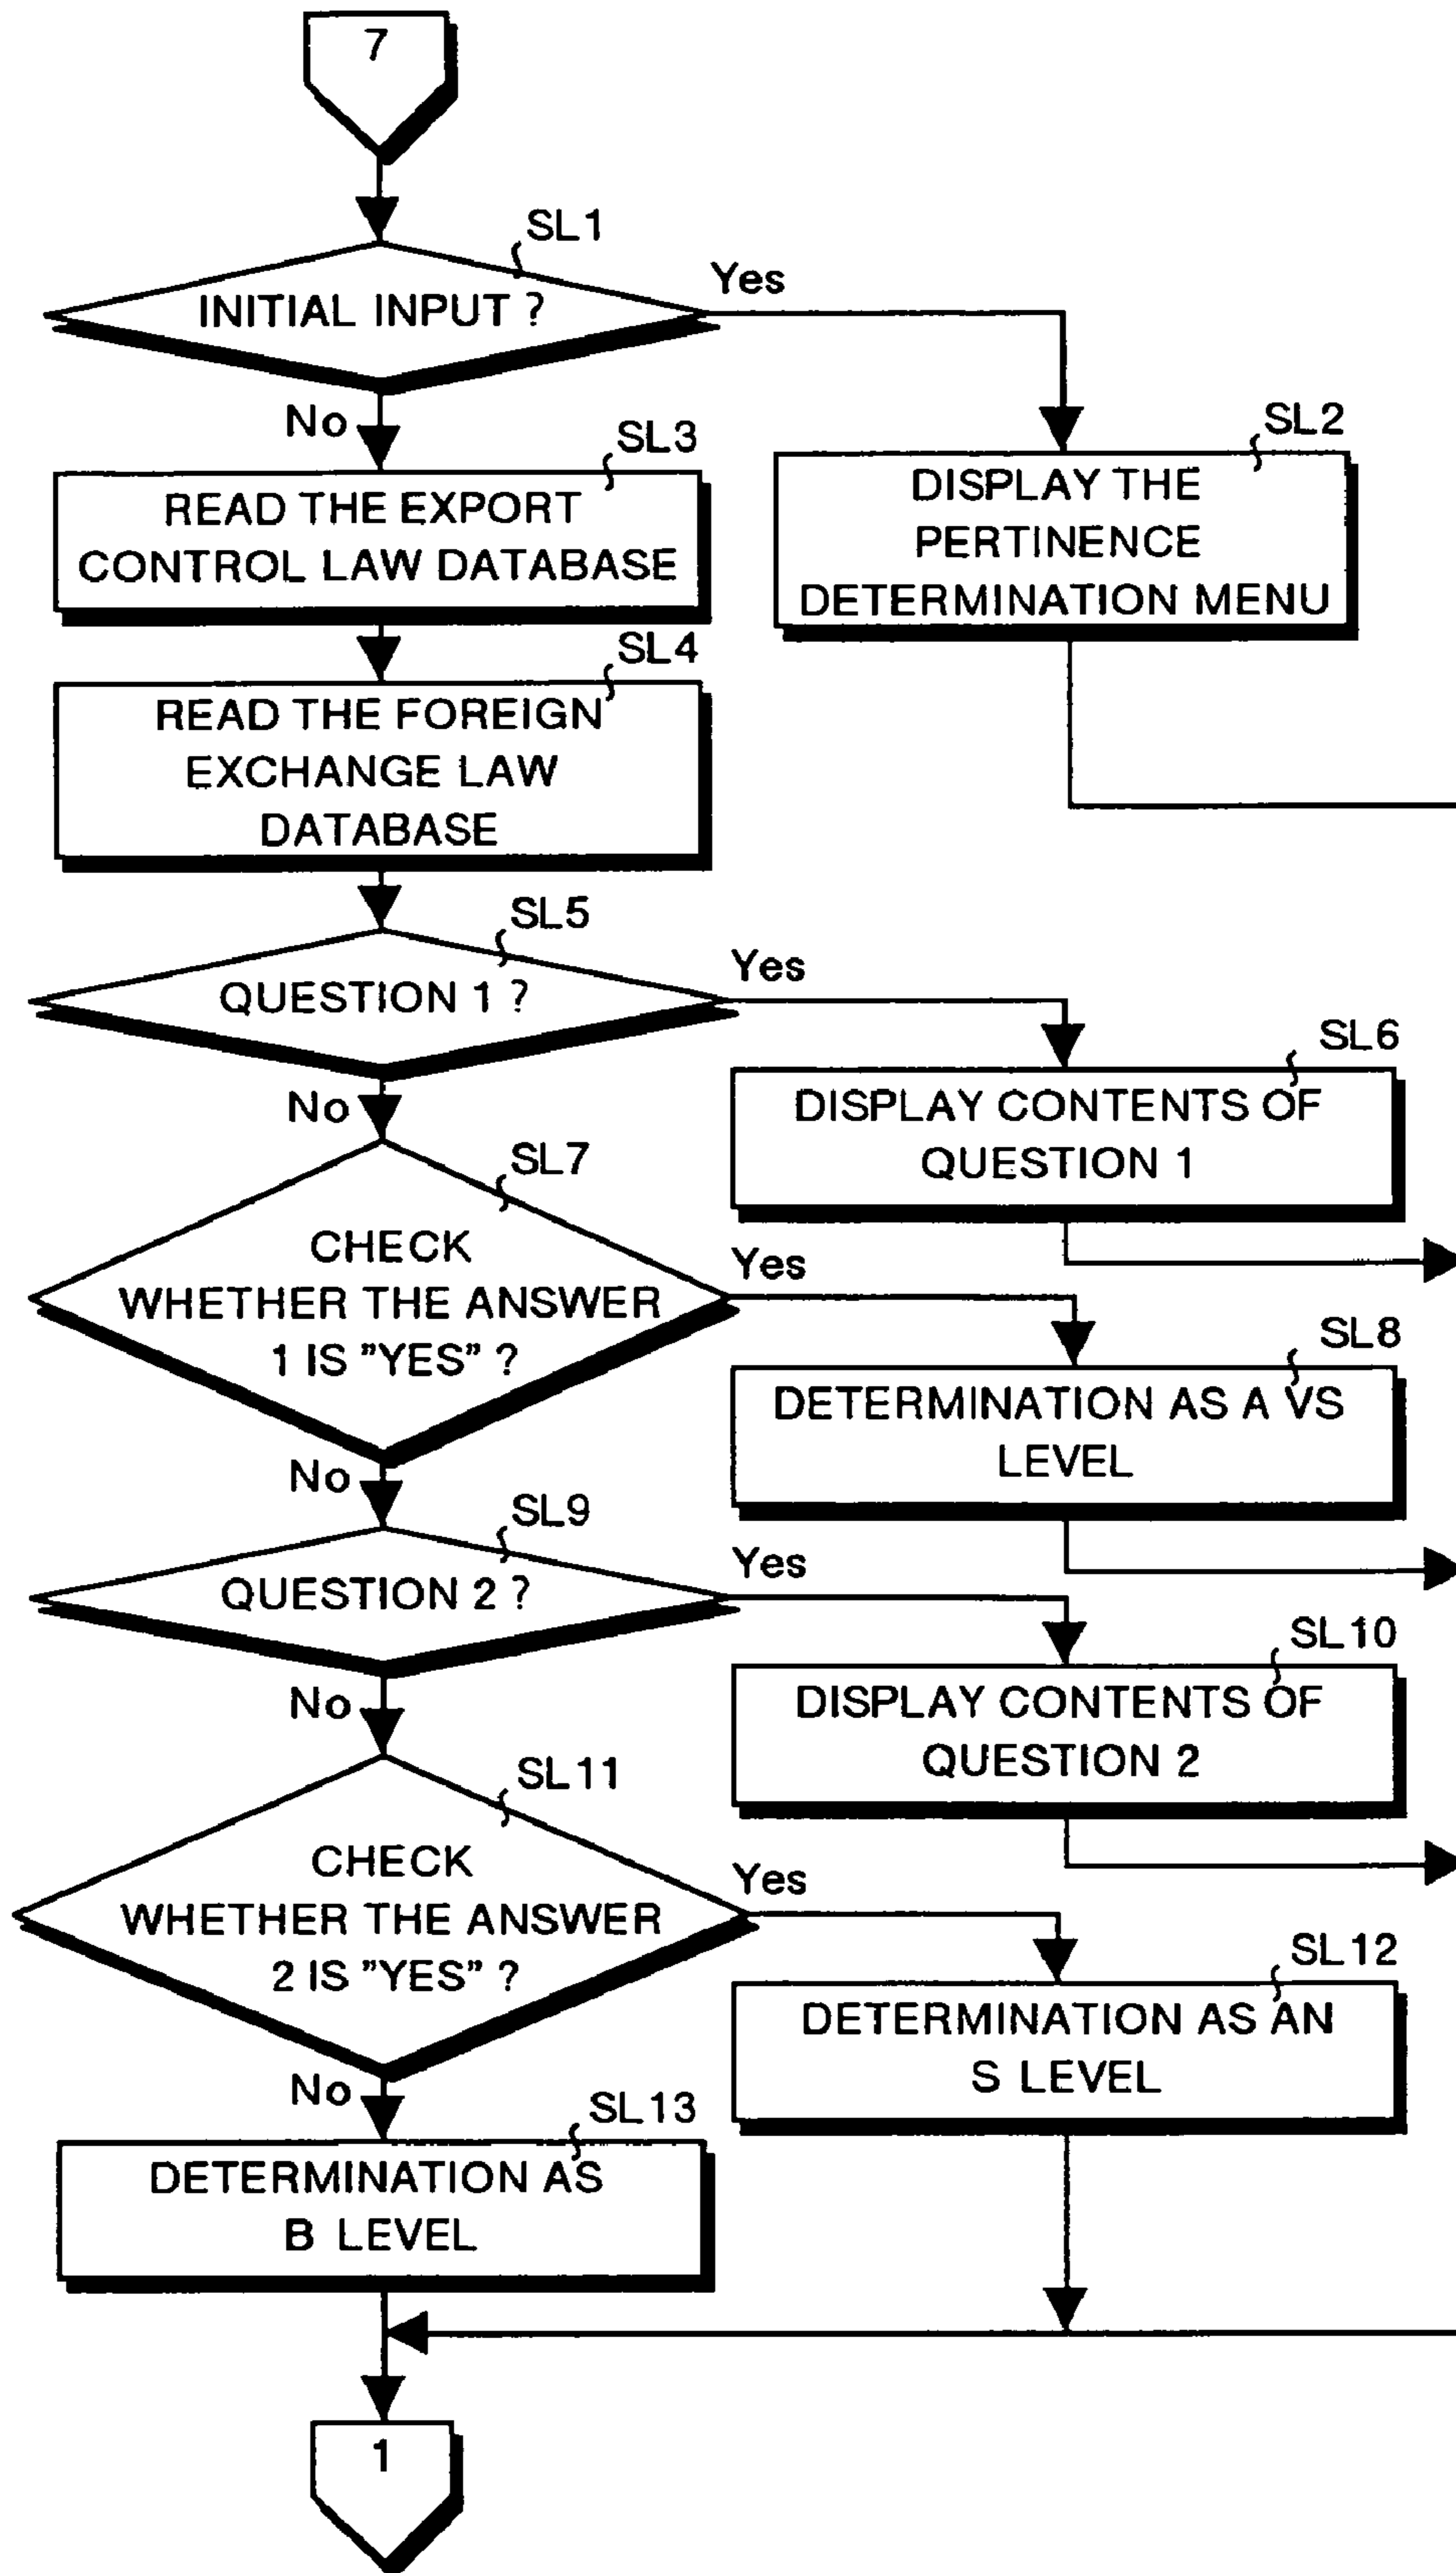 7
SL1
INITIAL INPUT ?
Yes
No
SL2
DISPLAY THE
PERTINENCE
DETERMINATION MENU
SL3
READ THE EXPORT
CONTROL LAW DATABASE
SL4
READ THE FOREIGN
EXCHANGE LAW
DATABASE
SL5
QUESTION 1 ?
Yes
No
SL6
DISPLAY CONTENTS OF
QUESTION 1
SL7
CHECK
WHETHER THE ANSWER
1 IS "YES" ?
Yes
No
SL8
DETERMINATION AS A VS
LEVEL
SL9
QUESTION 2 ?
Yes
No
SL10
DISPLAY CONTENTS OF
QUESTION 2
SL11
CHECK
WHETHER THE ANSWER
2 IS "YES" ?
Yes
No
SL12
DETERMINATION AS AN
S LEVEL
SL13
DETERMINATION AS
B LEVEL
1